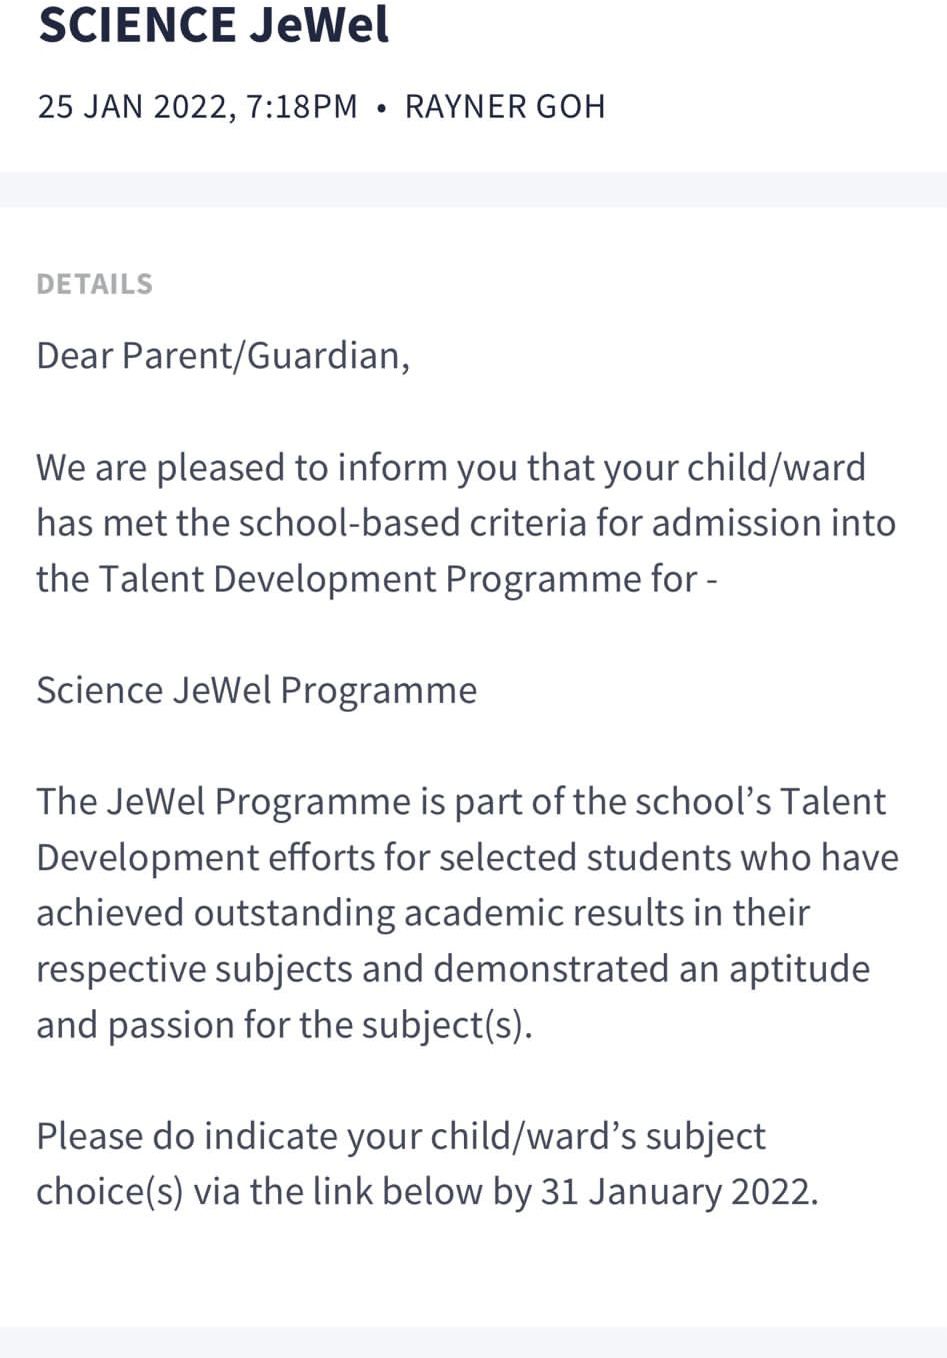 SCIENCE JeWel
25 JAN 2022, 7:18PM • RAYNER GOH
DETAILS
Dear Parent/Guardian,
We are pleased to inform you that your child/ward
has met the school-based criteria for admission into
the Talent Development Programme for -
Science JeWel Programme
The JeWel Programme is part of the school’s Talent
Development efforts for selected students who have
achieved outstanding academic results in their
respective subjects and demonstrated an aptitude
and passion for the subject(s).
Please do indicate your child/ward’s subject
choice(s) via the link below by 31 January 2022.